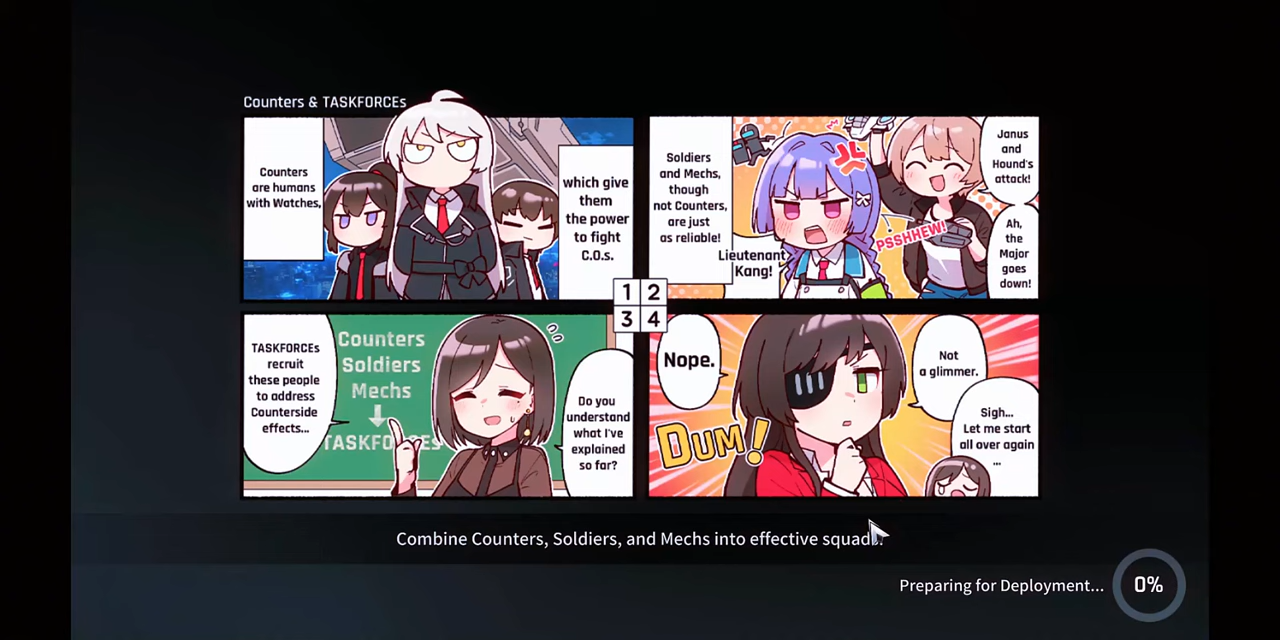 Counters & TASKFORCEs
Counters
are humans
with Watches,
which give
them
the power
to fight
C.O.s.
Soldiers
and Mechs,
though
not Counters,
are just
as reliable!
Lieutenant
Kang!
PSSHHEW!
Janus
and
Hound's
attack!
Ah,
the
Major
goes
down!
1 2
3 4
TASKFORCEs
recruit
these people
to address
Counterside
effects...
Counters
Soldiers
Mechs
TASKFORCEs
Do you
understand
what I've
explained
so far?
Nope.
DUM!
Not
a glimmer.
Sigh...
Let me start
all over again
...
Combine Counters, Soldiers, and Mechs into effective squads.
Preparing for Deployment...
0%